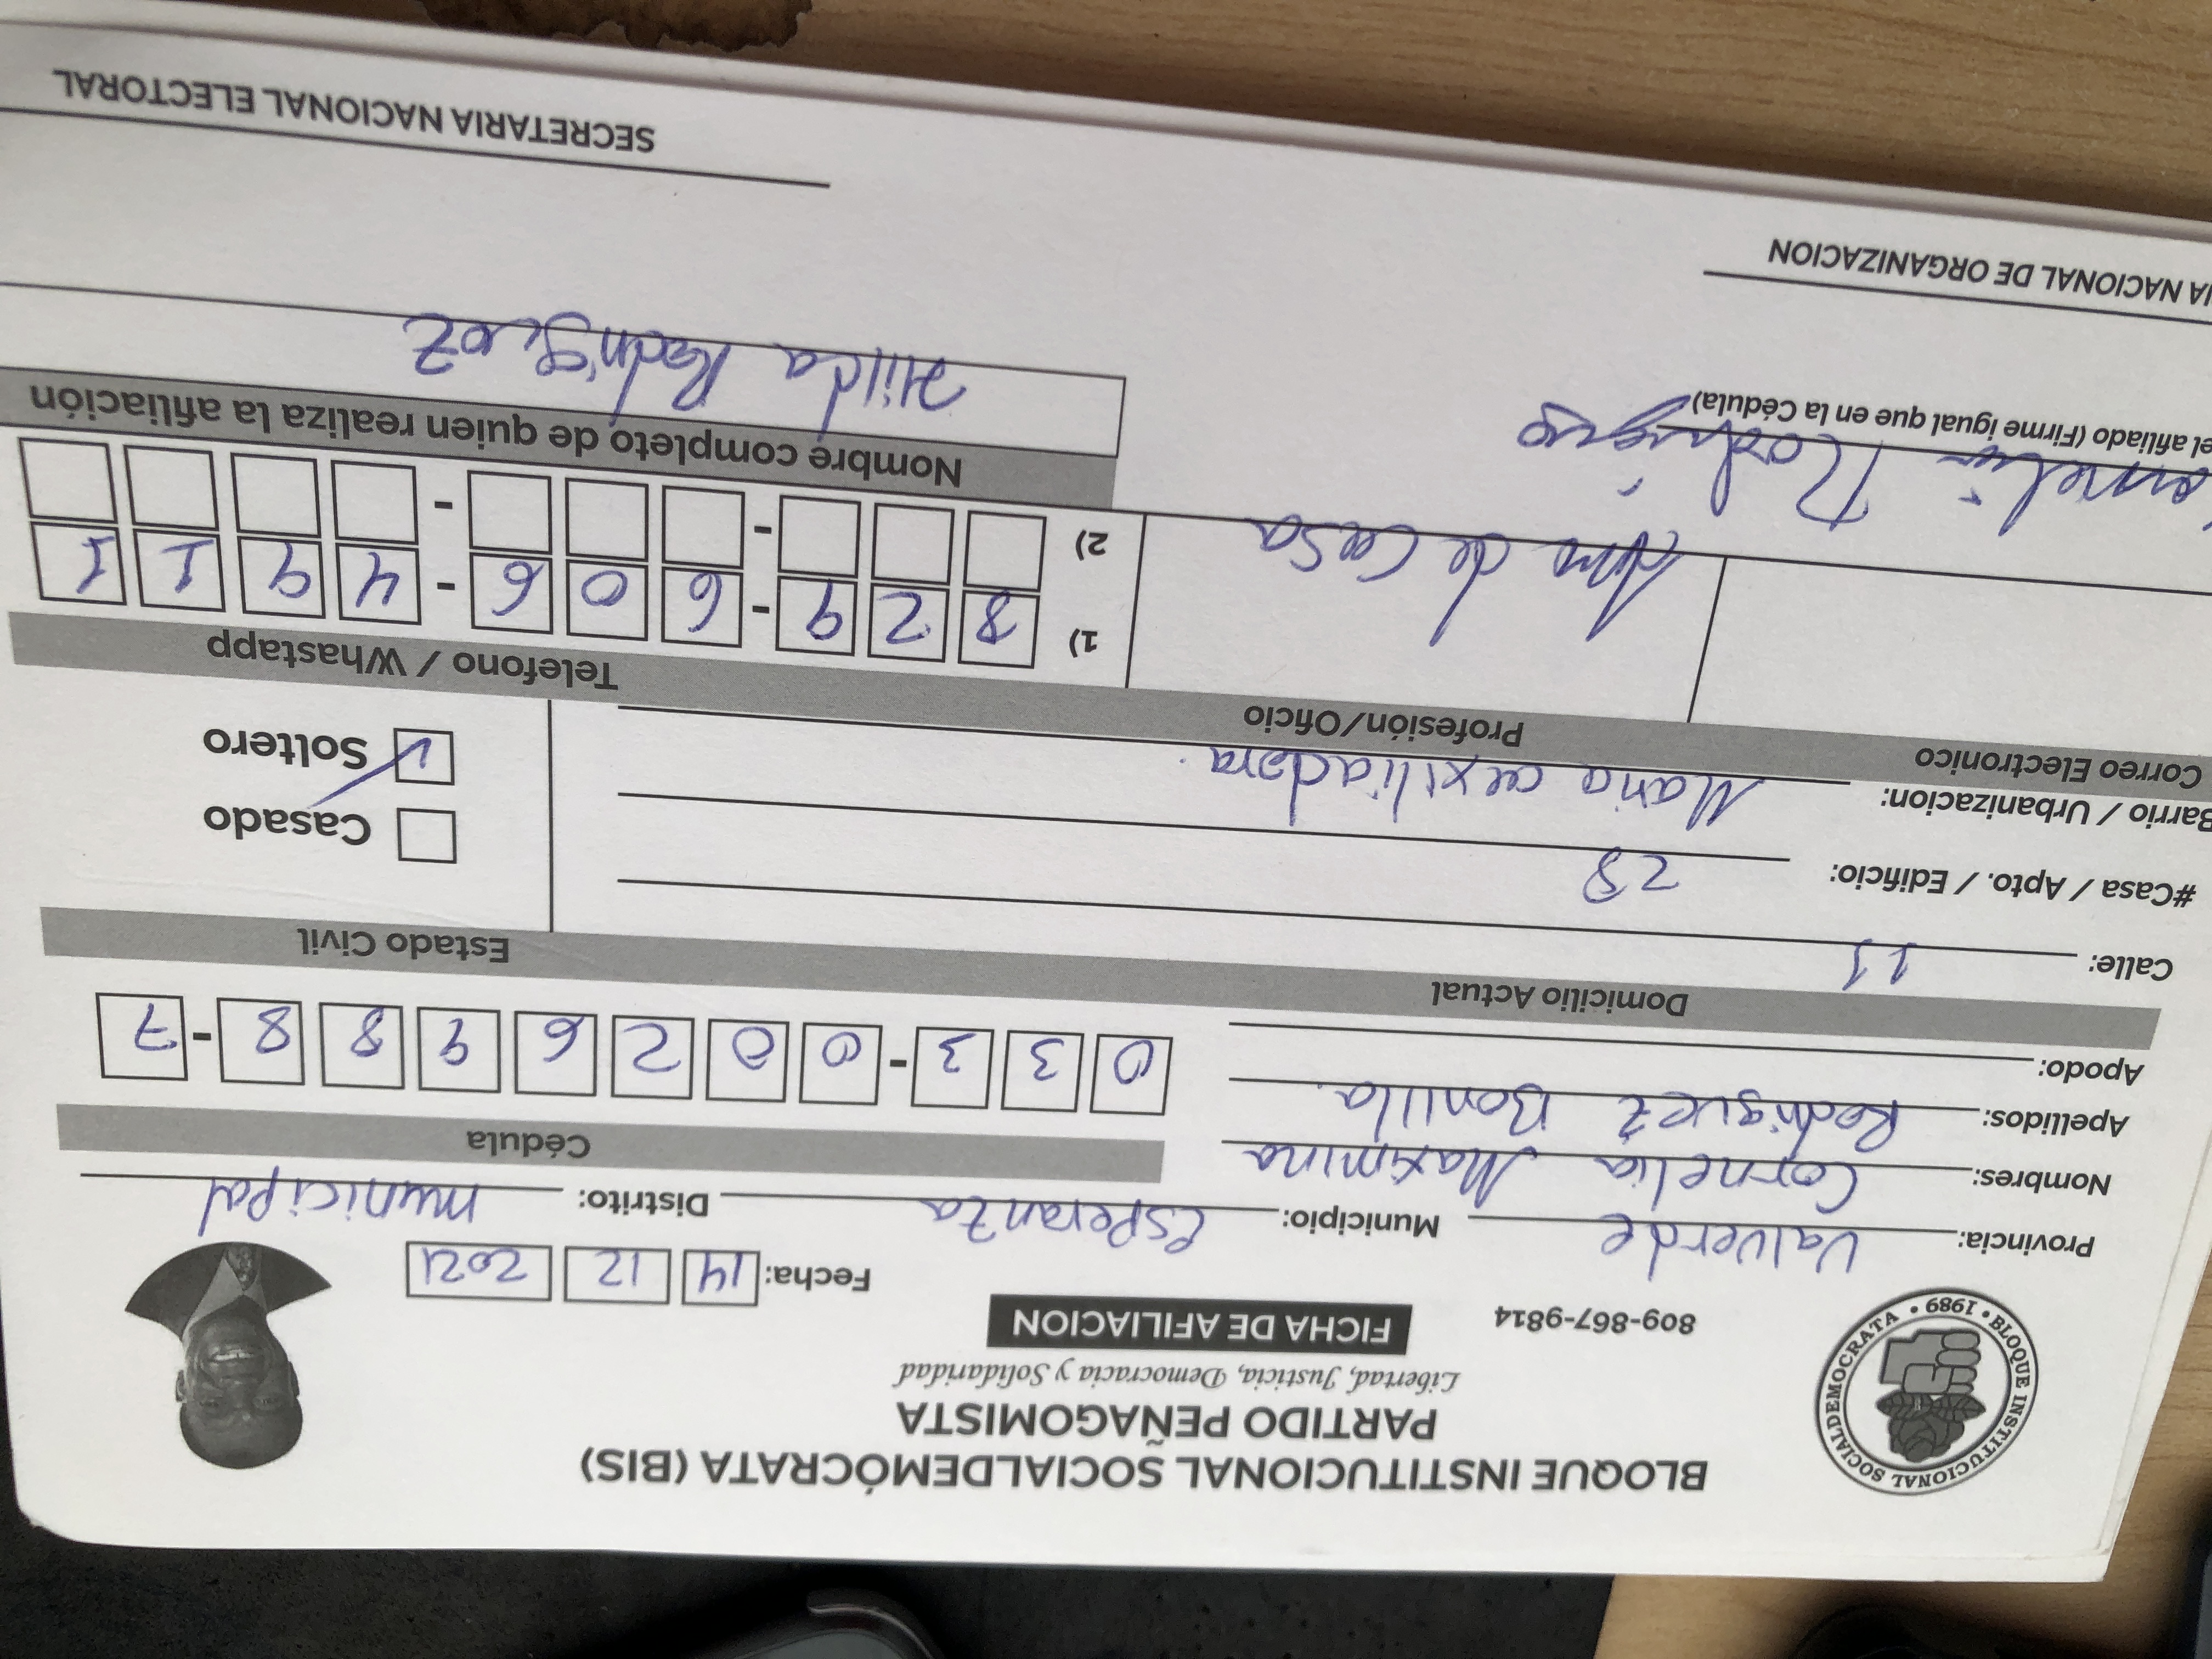 BLOQUE INSTITUCIONAL SOCIALDEMOCRATA • 1989 •
BLOQUE INSTITUCIONAL SOCIALDEMÓCRATA (BIS)
PARTIDO PEÑAGOMISTA
Libertad, Justicia, Democracia y Solidaridad
809-867-9814 FICHA DE AFILIACION
Fecha: 14 12 2021
Provincia: Valverde Municipio: Esperanza Distrito: municipal
Nombres: Cornelia Maximina
Apellidos: Rodriguez Bonilla
Apodo:
Cédula
033-0026988-7
Domicilio Actual Estado Civil
Calle: 11
#Casa / Apto. / Edificio: 28
Barrio / Urbanizacion: Maria auxiliadora.
Casado
Soltero
Correo Electronico Profesión/Oficio Telefono / Whastapp
Ama de Casa
1) 829-606-4911
2) - -
Nombre completo de quien realiza la afiliación
Hilda Rodriguez
Rodriguez
el afiliado (Firme igual que en la Cédula)
NACIONAL DE ORGANIZACION
SECRETARIA NACIONAL ELECTORAL